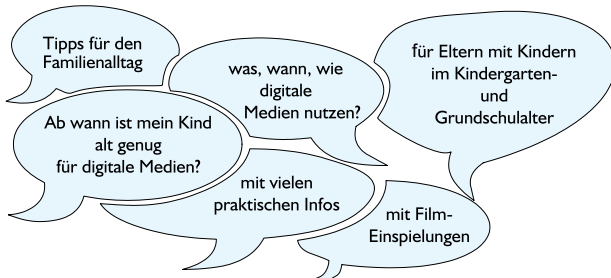 Tipps für den
Familienalltag
was, wann, wie
digitale
Medien nutzen?
für Eltern mit Kindern
im Kindergarten-
und
Grundschulalter
Ab wann ist mein Kind
alt genug
für digitale Medien?
mit vielen
praktischen Infos
mit Film-
Einspielungen